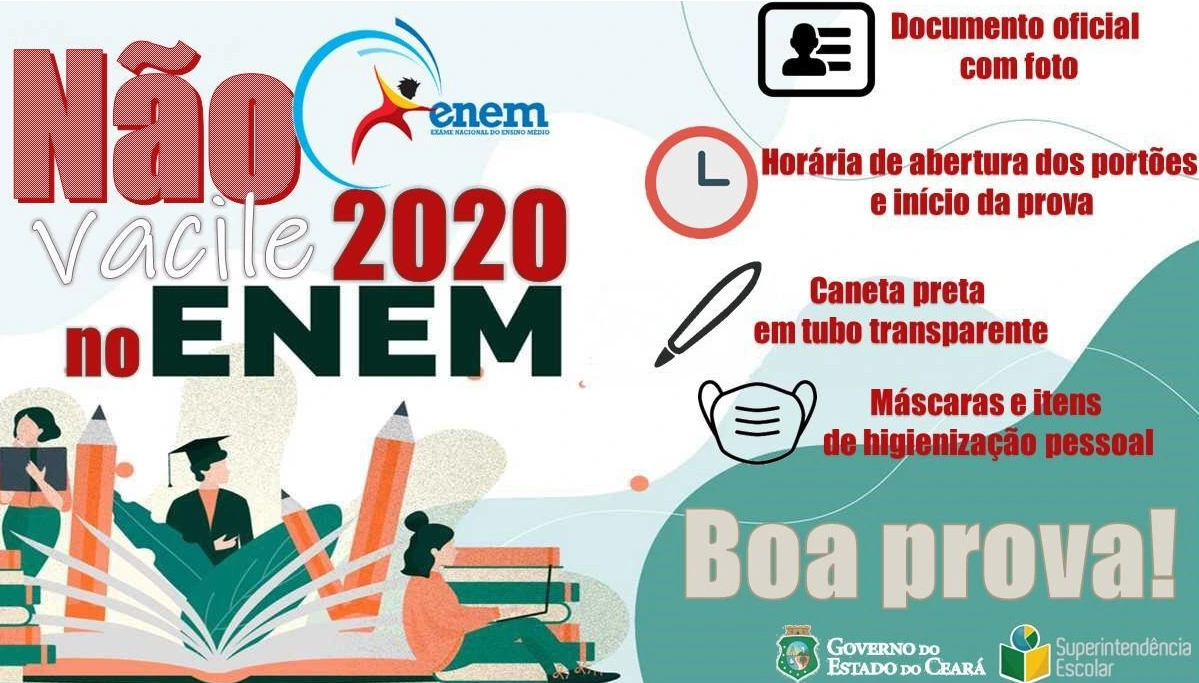 Não
vacile 2020
no ENEM
enem
EXAME NACIONAL DO ENSINO MÉDIO
Documento oficial
com foto
Horária de abertura dos portões
e início da prova
Caneta preta
em tubo transparente
Máscaras e itens
de higienização pessoal
Boa prova!
GOVERNO DO
ESTADO DO CEARÁ
Superintendência
Escolar